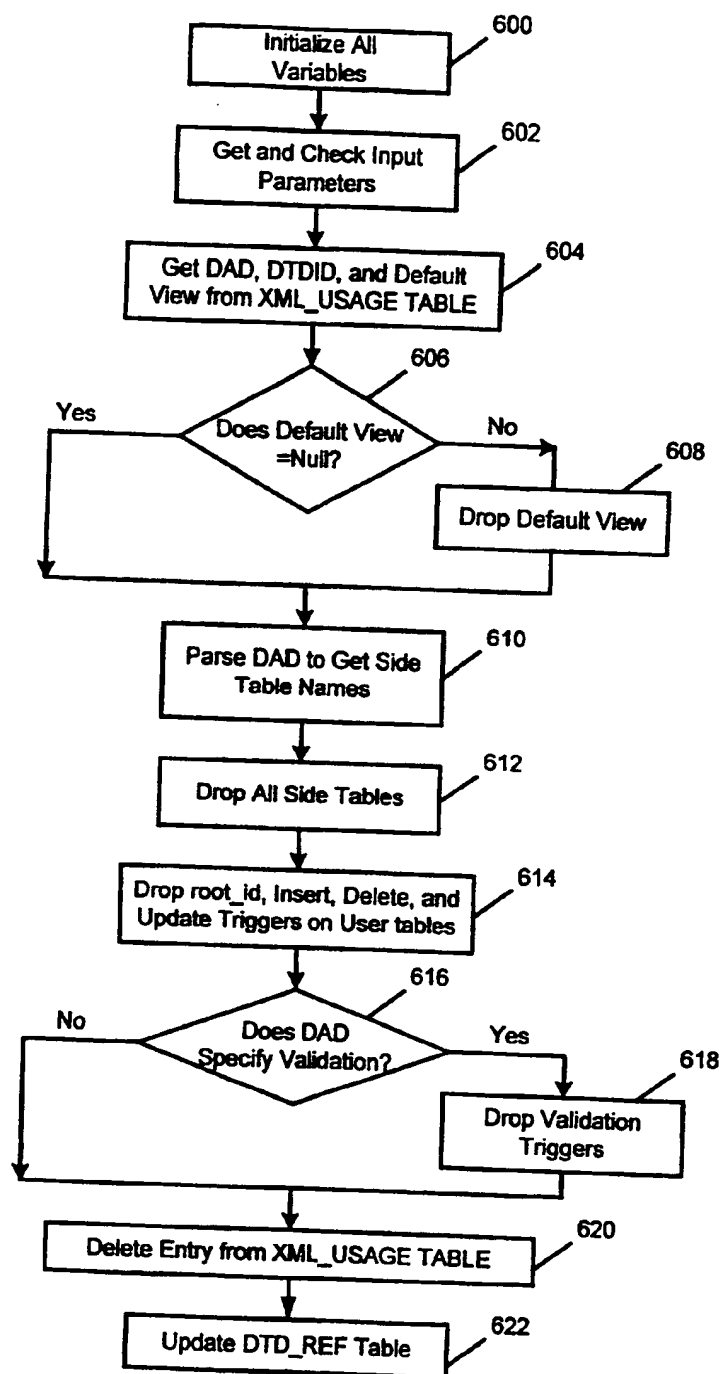 600
Initialize All
Variables
602
Get and Check Input
Parameters
604
Get DAD, DTDID, and Default
View from XML_USAGE TABLE
606
Yes
Does Default View
=Null?
No
608
Drop Default View
610
Parse DAD to Get Side
Table Names
612
Drop All Side Tables
614
Drop root_id, Insert, Delete, and
Update Triggers on User tables
616
No
Does DAD
Specify Validation?
Yes
618
Drop Validation
Triggers
620
Delete Entry from XML_USAGE TABLE
622
Update DTD_REF Table